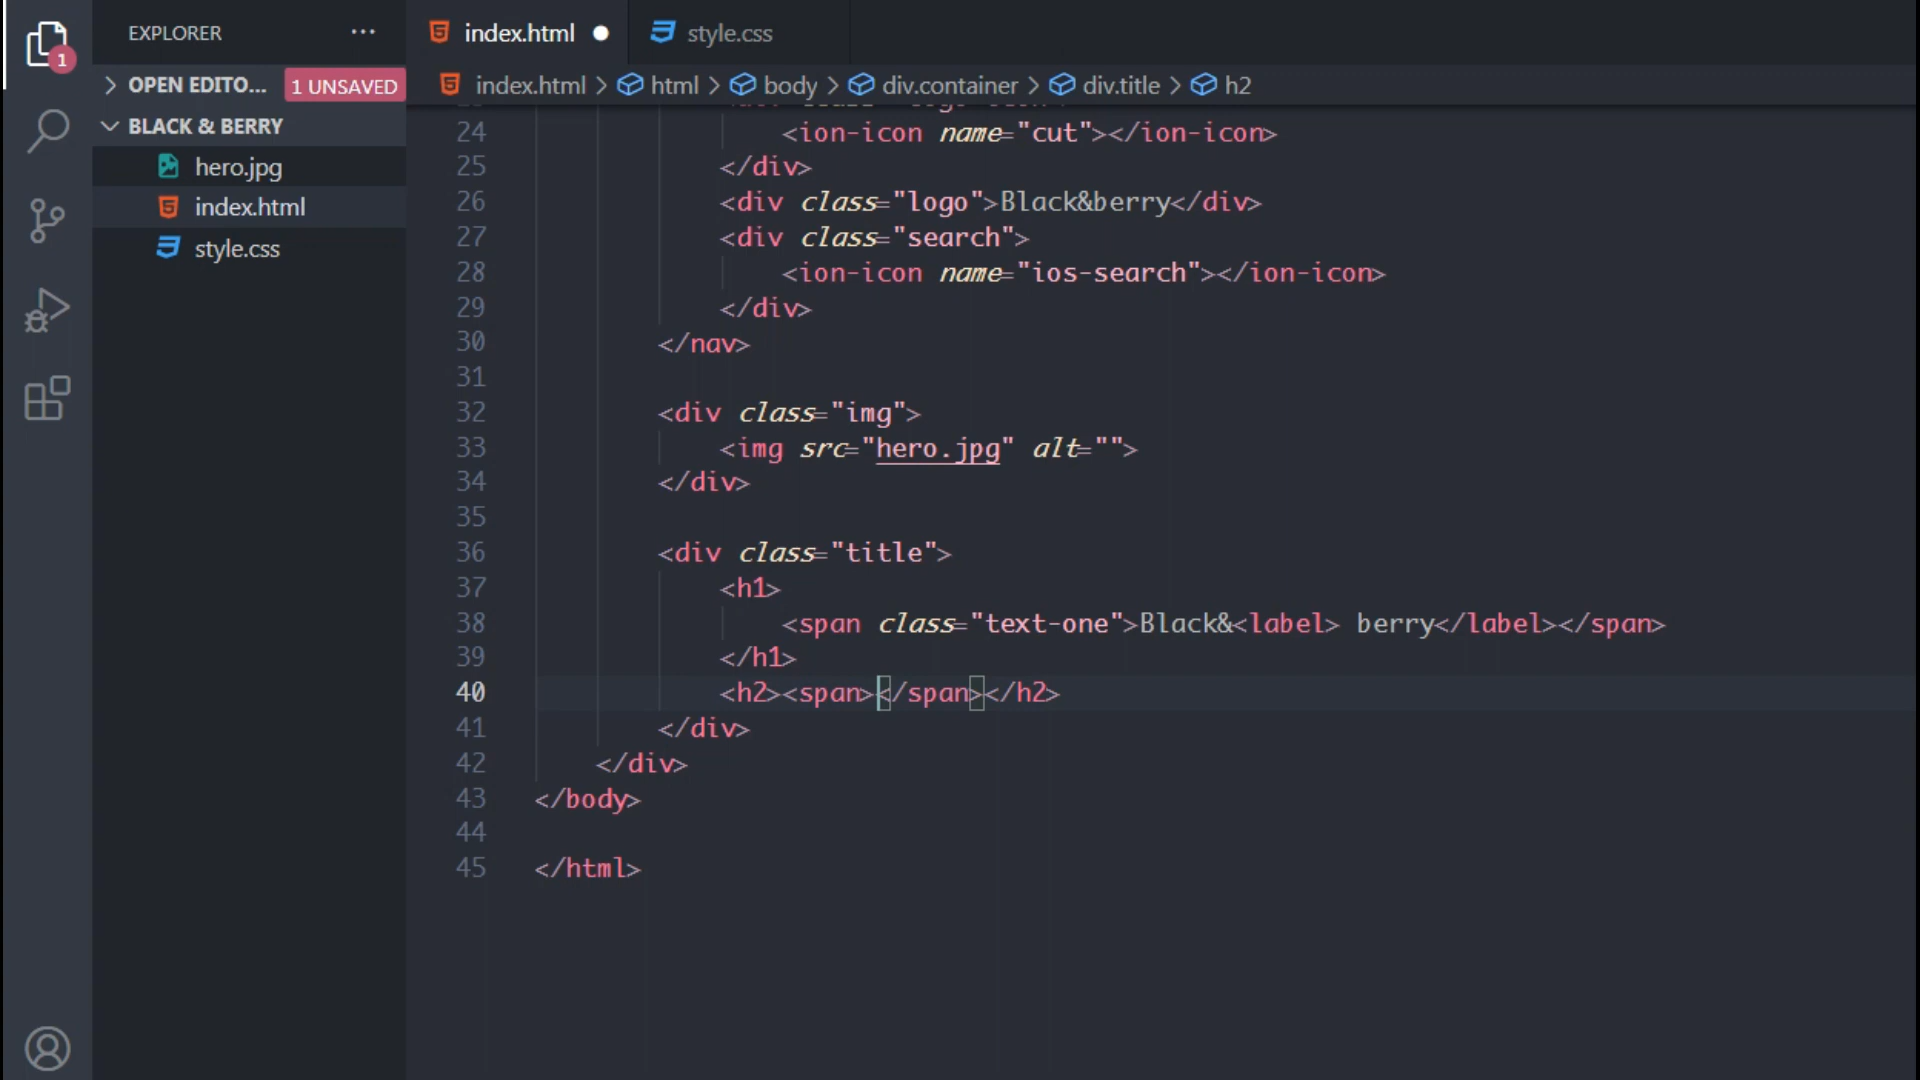 EXPLORER
index.html
style.css
1
OPEN EDITO... 1 UNSAVED
index.html > html > body > div.container > div.title > h2
BLACK & BERRY
hero.jpg
index.html
style.css
24 <ion-icon name="cut"></ion-icon>
25 </div>
26 <div class="logo">Black&berry</div>
27 <div class="search">
28 <ion-icon name="ios-search"></ion-icon>
29 </div>
30 </nav>
31
32 <div class="img">
33 <img src="hero.jpg" alt="">
34 </div>
35
36 <div class="title">
37 <h1>
38 <span class="text-one">Black&<label> berry</label></span>
39 </h1>
40 <h2><span></span></h2>
41 </div>
42 </div>
43 </body>
44
45 </html>